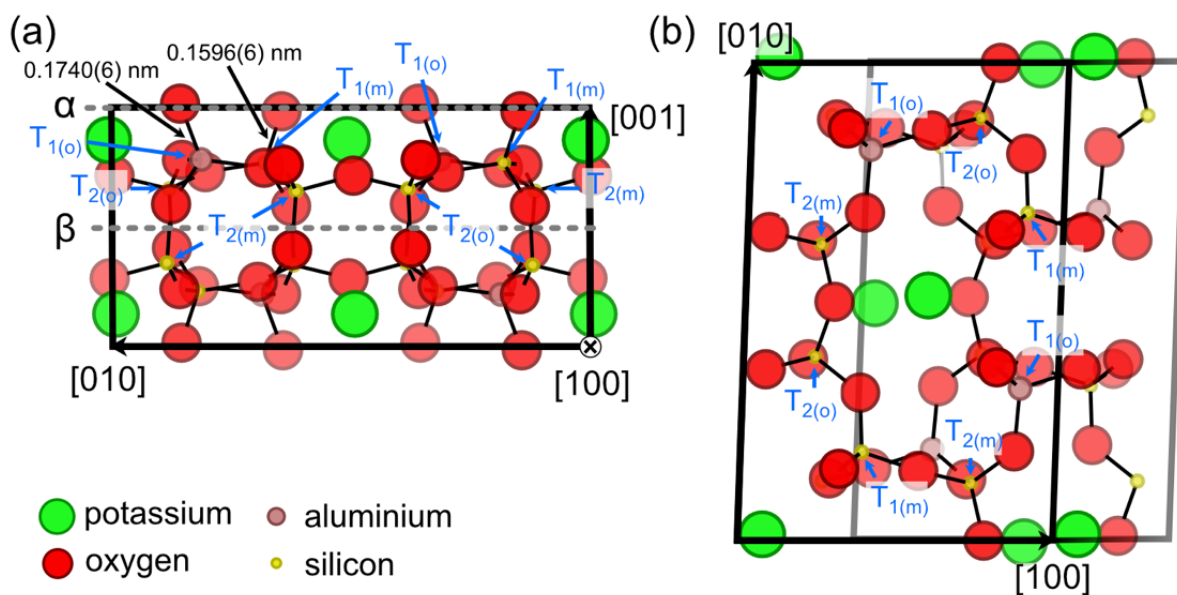 (a)
0.1740(6) nm
0.1596(6) nm
T1(o)
T1(m)
T1(m)
α
[001]
T1(o)
T2(o)
T2(m)
β
T2(m)
T2(o)
[010]
[100]
potassium
aluminium
oxygen
silicon
(b)
[010]
T1(o)
T2(o)
T2(m)
T1(m)
T1(o)
T2(o)
T2(m)
T1(m)
[100]